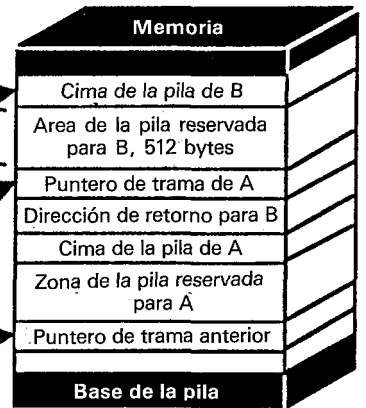 Memoria
Cima de la pila de B
Area de la pila reservada
para B, 512 bytes
Puntero de trama de A
Dirección de retorno para B
Cima de la pila de A
Zona de la pila reservada
para A
Puntero de trama anterior
Base de la pila